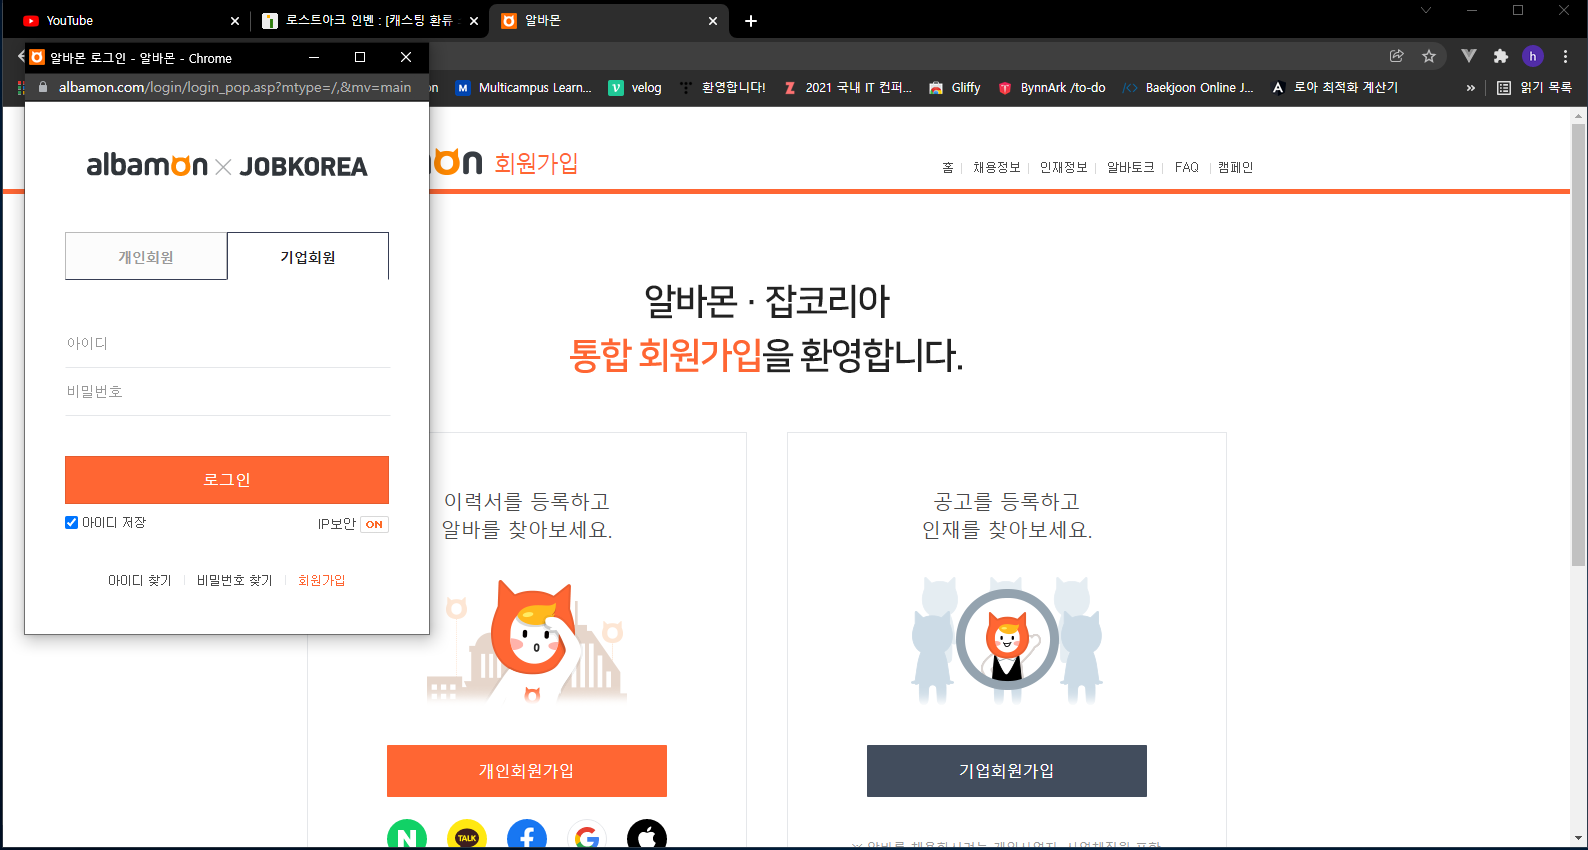 YouTube
로스트아크 인벤 : [캐스팅 환류
알바몬
알바몬 로그인 - 알바몬 - Chrome
albamon.com/login/login_pop.asp?mtype=/,&mv=main
h
on
Multicampus Learn...
velog
환영합니다!
2021 국내 IT 컨퍼...
Gliffy
BynnArk /to-do
Baekjoon Online J...
로아 최적화 계산기
»
읽기 목록
albamon × JOBKOREA
on 회원가입
홈
채용정보
인재정보
알바토크
FAQ
캠페인
개인회원
기업회원
아이디
비밀번호
로그인
아이디 저장
IP보안 ON
아이디 찾기
비밀번호 찾기
회원가입
알바몬 · 잡코리아
통합 회원가입을 환영합니다.
이력서를 등록하고
알바를 찾아보세요.
개인회원가입
N
TALK
공고를 등록하고
인재를 찾아보세요.
기업회원가입